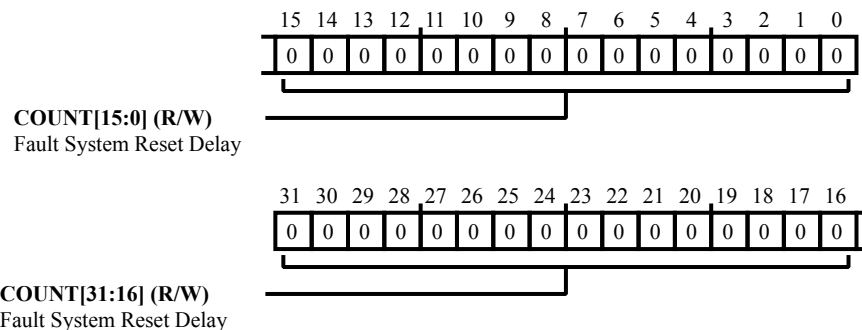 15 14 13 12 11 10 9 8 7 6 5 4 3 2 1 0
0 0 0 0 0 0 0 0 0 0 0 0 0 0 0 0
COUNT[15:0] (R/W)
Fault System Reset Delay
31 30 29 28 27 26 25 24 23 22 21 20 19 18 17 16
0 0 0 0 0 0 0 0 0 0 0 0 0 0 0 0
COUNT[31:16] (R/W)
Fault System Reset Delay